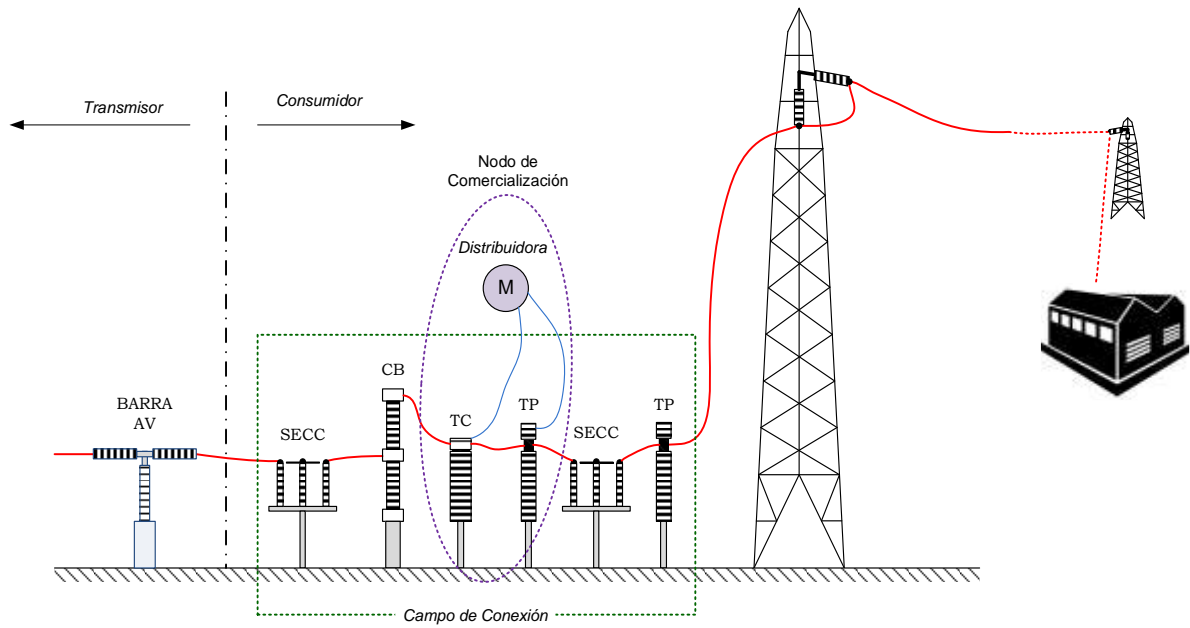 Transmisor
Consumidor
Nodo de
Comercialización
Distribuidora
M
CB
BARRA
AV
SECC
TC
TP
SECC
TP
Campo de Conexión